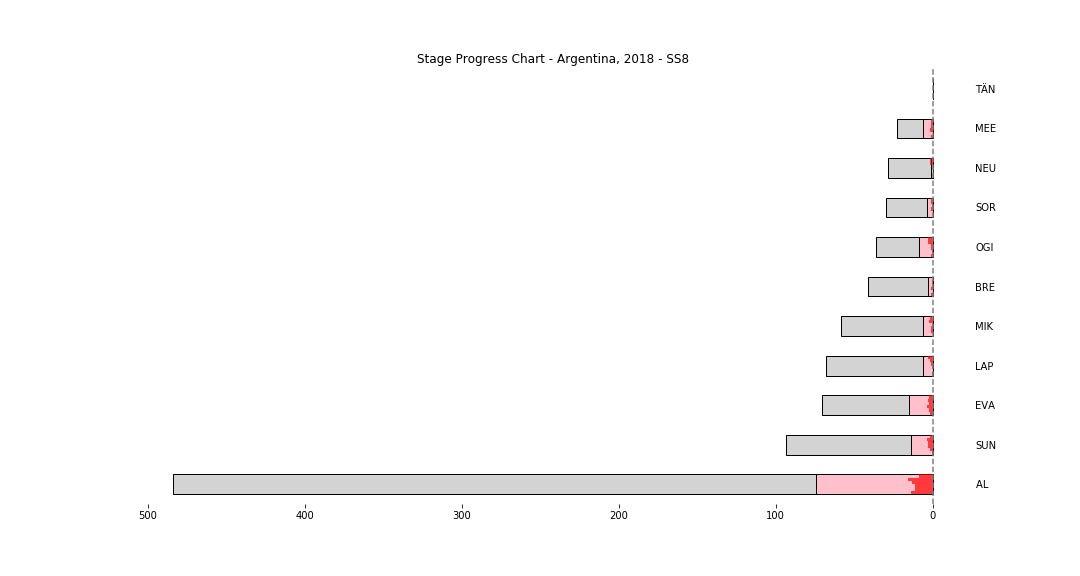 Stage Progress Chart - Argentina, 2018 - SS8
TÄN
MEE
NEU
SOR
OGI
BRE
MIK
LAP
EVA
SUN
AL
500 400 300 200 100 0